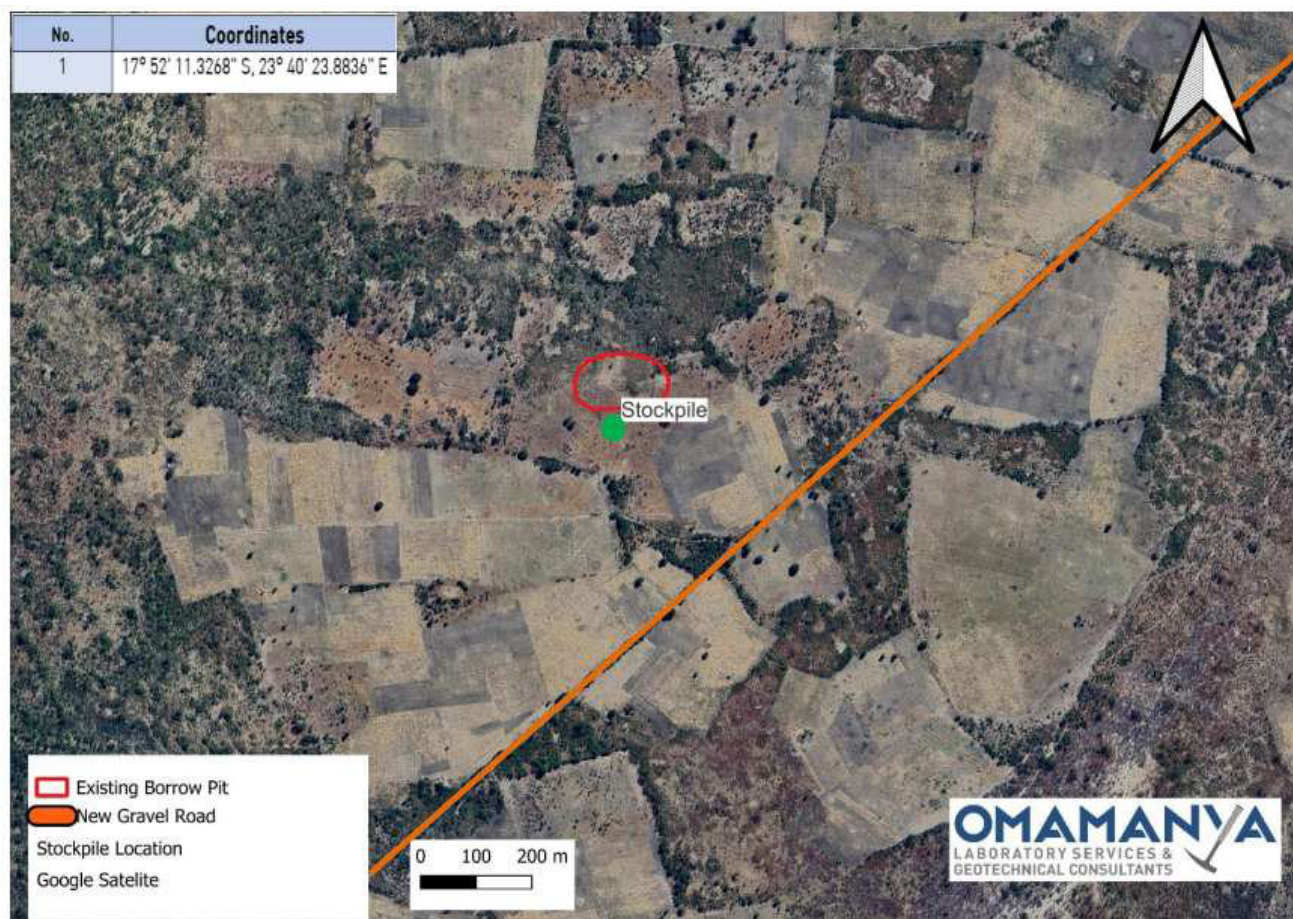 No. Coordinates
1 17° 52' 11.3268" S, 23° 40' 23.8836" E
Stockpile
Existing Borrow Pit
New Gravel Road
Stockpile Location
Google Satelite
0 100 200 m
OMAMANYA
LABORATORY SERVICES &
GEOTECHNICAL CONSULTANTS